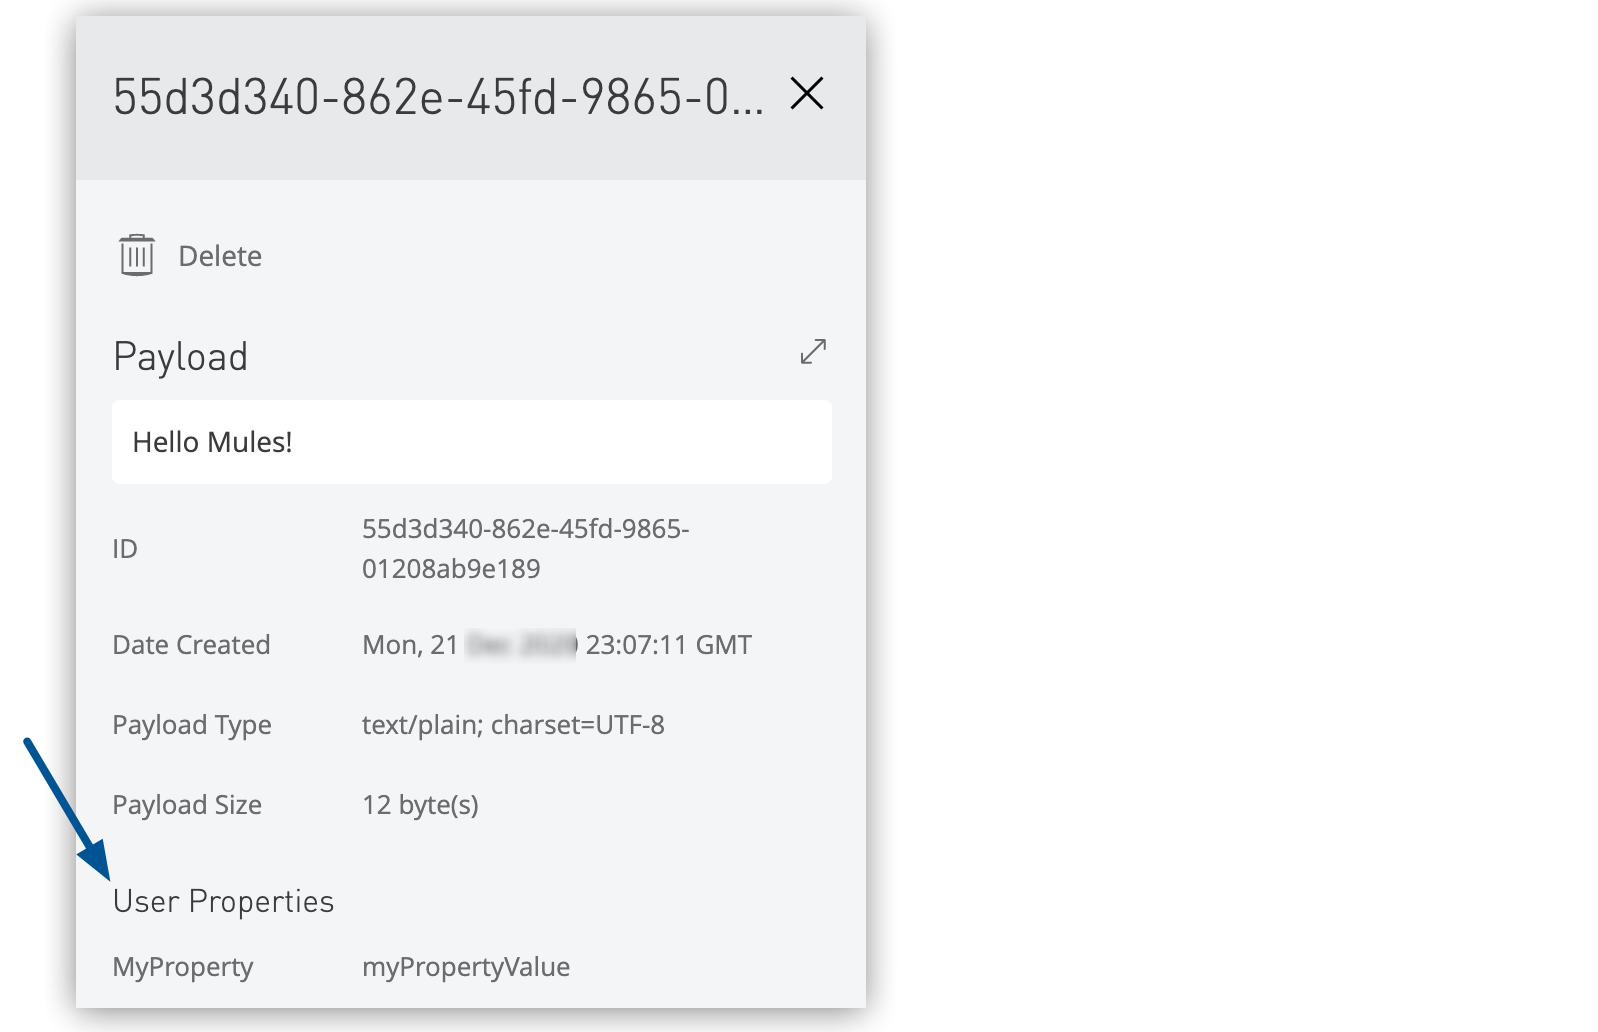 55d3d340-862e-45fd-9865-0...
Delete
Payload
Hello Mules!
ID
55d3d340-862e-45fd-9865-
01208ab9e189
Date Created
Mon, 21 23:07:11 GMT
Payload Type
text/plain; charset=UTF-8
Payload Size
12 byte(s)
User Properties
MyProperty
myPropertyValue